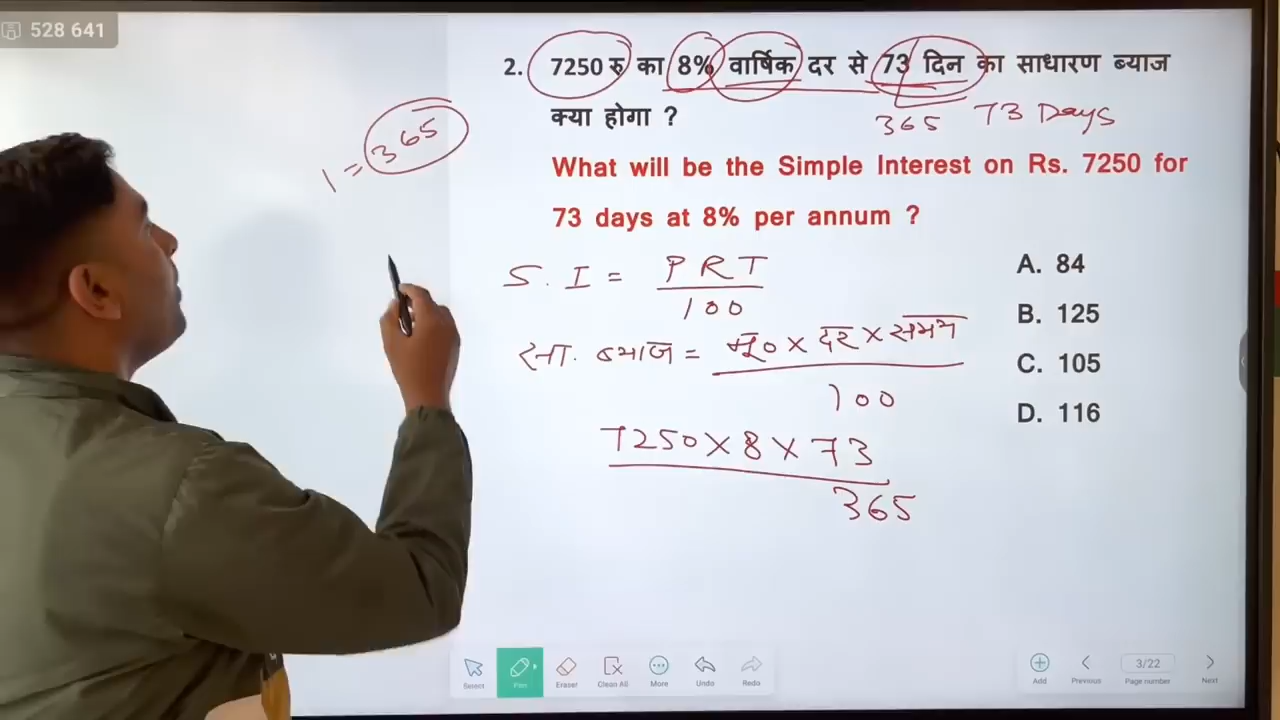 528 641
2. 7250 रु का 8% वार्षिक दर से 73 दिन का साधारण ब्याज
क्या होगा ?
365 73 Days
1 = 365
What will be the Simple Interest on Rs. 7250 for
73 days at 8% per annum ?
S. I = PRT
100
सा. ब्याज = मू० × दर × समय
100
7250 × 8 × 73
365
A. 84
B. 125
C. 105
D. 116
Select
Pen
Eraser
Clean All
More
Undo
Redo
Add
Previous
3/22
Page number
Next